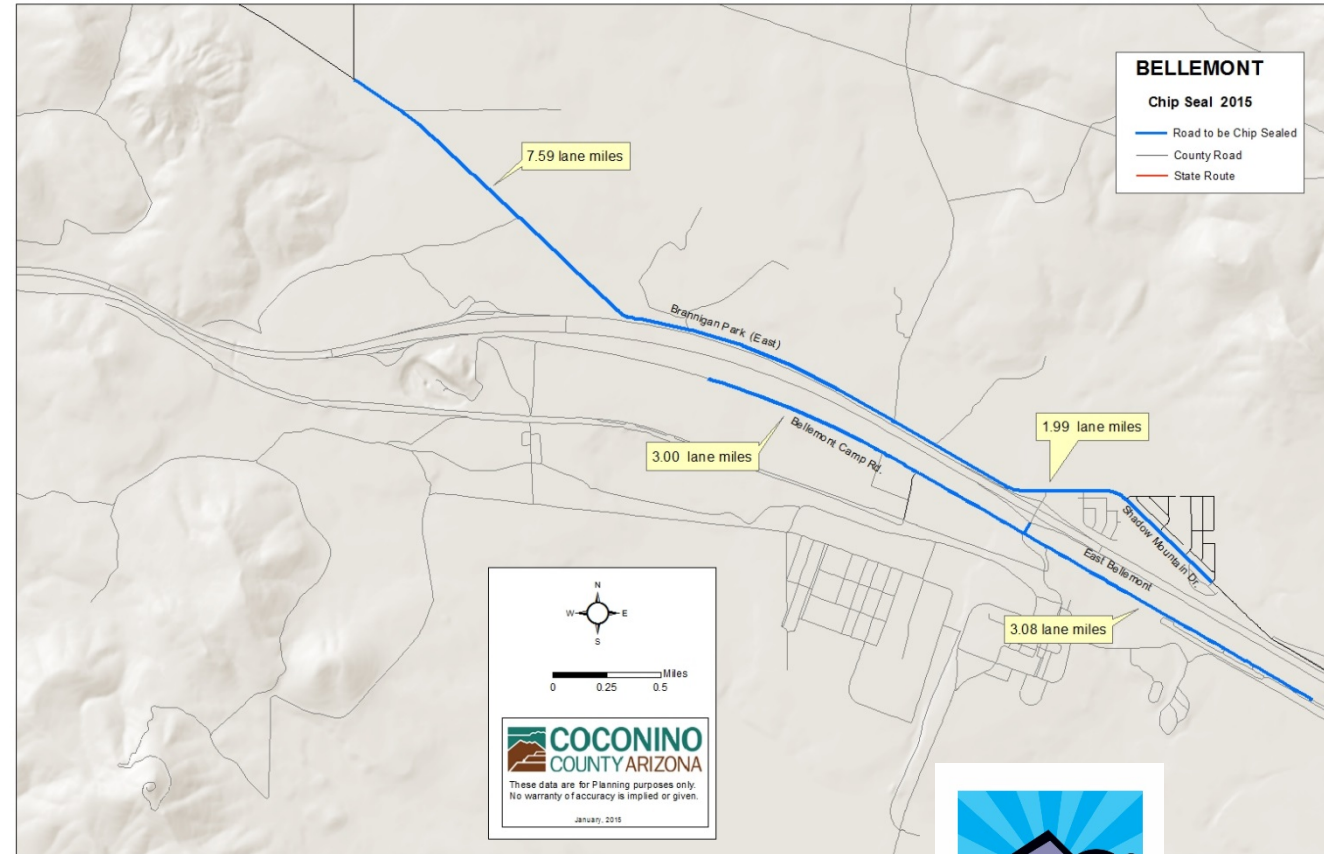 BELLEMONT
Chip Seal 2015
Road to be Chip Sealed
County Road
State Route
7.59 lane miles
Brannigan Park (East)
1.99 lane miles
3.00 lane miles
Bellemont Camp Rd.
Shadow Mountain Dr.
East Bellemont
3.08 lane miles
N
W E
S
Miles
0 0.25 0.5
COCONINO
COUNTY ARIZONA
These data are for Planning purposes only.
No warranty of accuracy is implied or given.
January, 2015